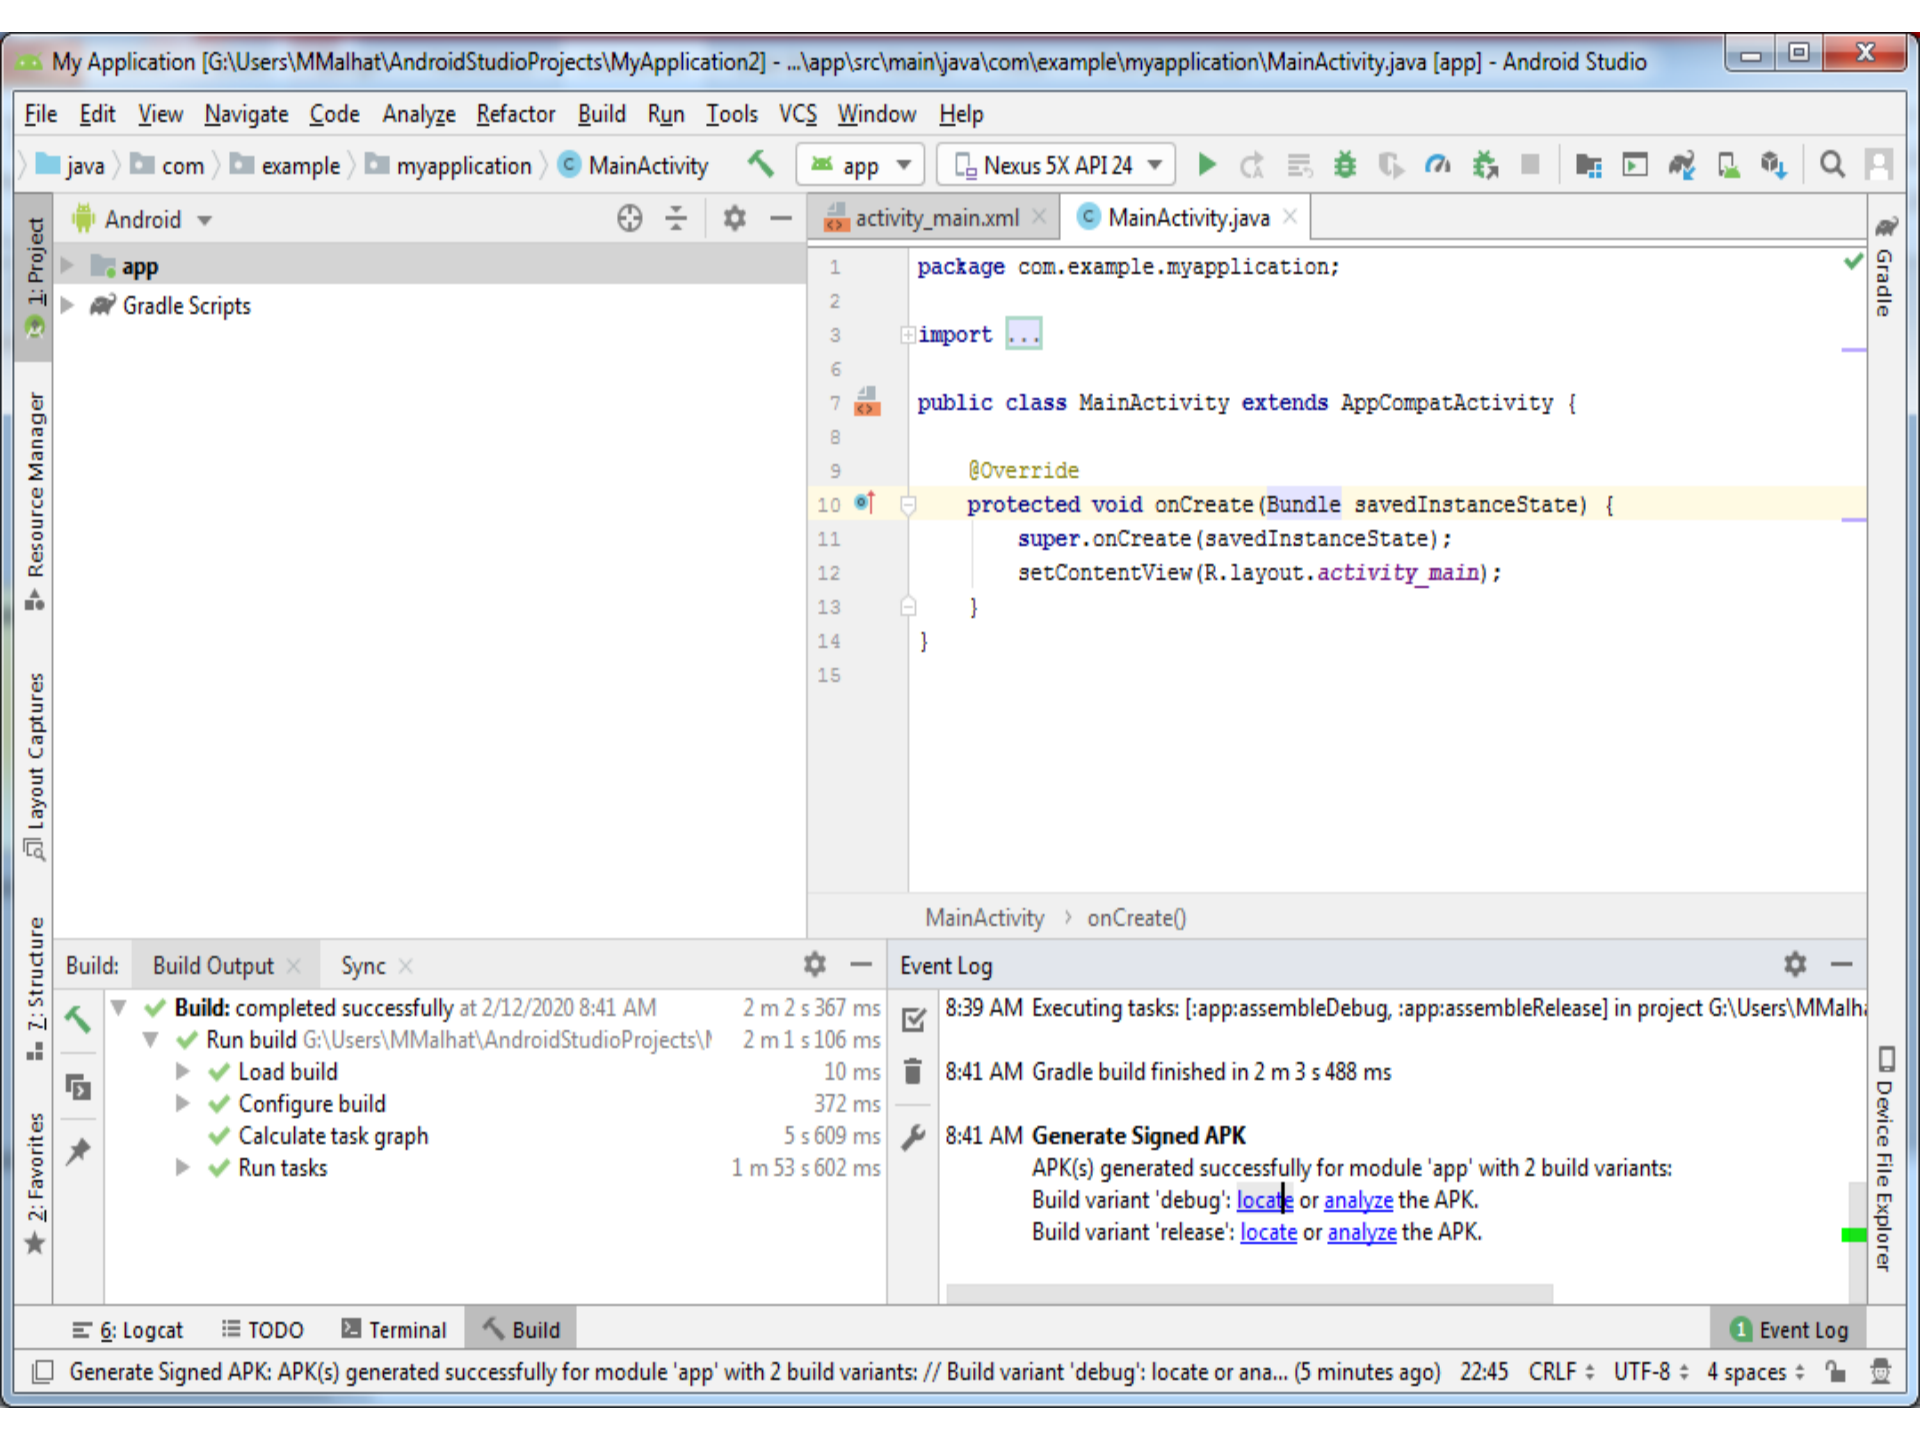 My Application [G:\Users\MMalhat\AndroidStudioProjects\MyApplication2] - ...\app\src\main\java\com\example\myapplication\MainActivity.java [app] - Android Studio
File Edit View Navigate Code Analyze Refactor Build Run Tools VCS Window Help
java com example myapplication MainActivity app Nexus 5X API 24
1: Project
Resource Manager
Layout Captures
7: Structure
2: Favorites
Android
app
Gradle Scripts
activity_main.xml MainActivity.java
1 package com.example.myapplication;
2
3 import ...
6
7 public class MainActivity extends AppCompatActivity {
8
9 @Override
10 protected void onCreate(Bundle savedInstanceState) {
11 super.onCreate(savedInstanceState);
12 setContentView(R.layout.activity_main);
13 }
14 }
15
MainActivity > onCreate()
Gradle
Device File Explorer
Build: Build Output Sync
Build: completed successfully at 2/12/2020 8:41 AM 2 m 2 s 367 ms
Run build G:\Users\MMalhat\AndroidStudioProjects\ 2 m 1 s 106 ms
Load build 10 ms
Configure build 372 ms
Calculate task graph 5 s 609 ms
Run tasks 1 m 53 s 602 ms
Event Log
8:39 AM Executing tasks: [:app:assembleDebug, :app:assembleRelease] in project G:\Users\MMalh
8:41 AM Gradle build finished in 2 m 3 s 488 ms
8:41 AM Generate Signed APK
APK(s) generated successfully for module 'app' with 2 build variants:
Build variant 'debug': locate or analyze the APK.
Build variant 'release': locate or analyze the APK.
6: Logcat TODO Terminal Build 1 Event Log
Generate Signed APK: APK(s) generated successfully for module 'app' with 2 build variants: // Build variant 'debug': locate or ana... (5 minutes ago) 22:45 CRLF UTF-8 4 spaces